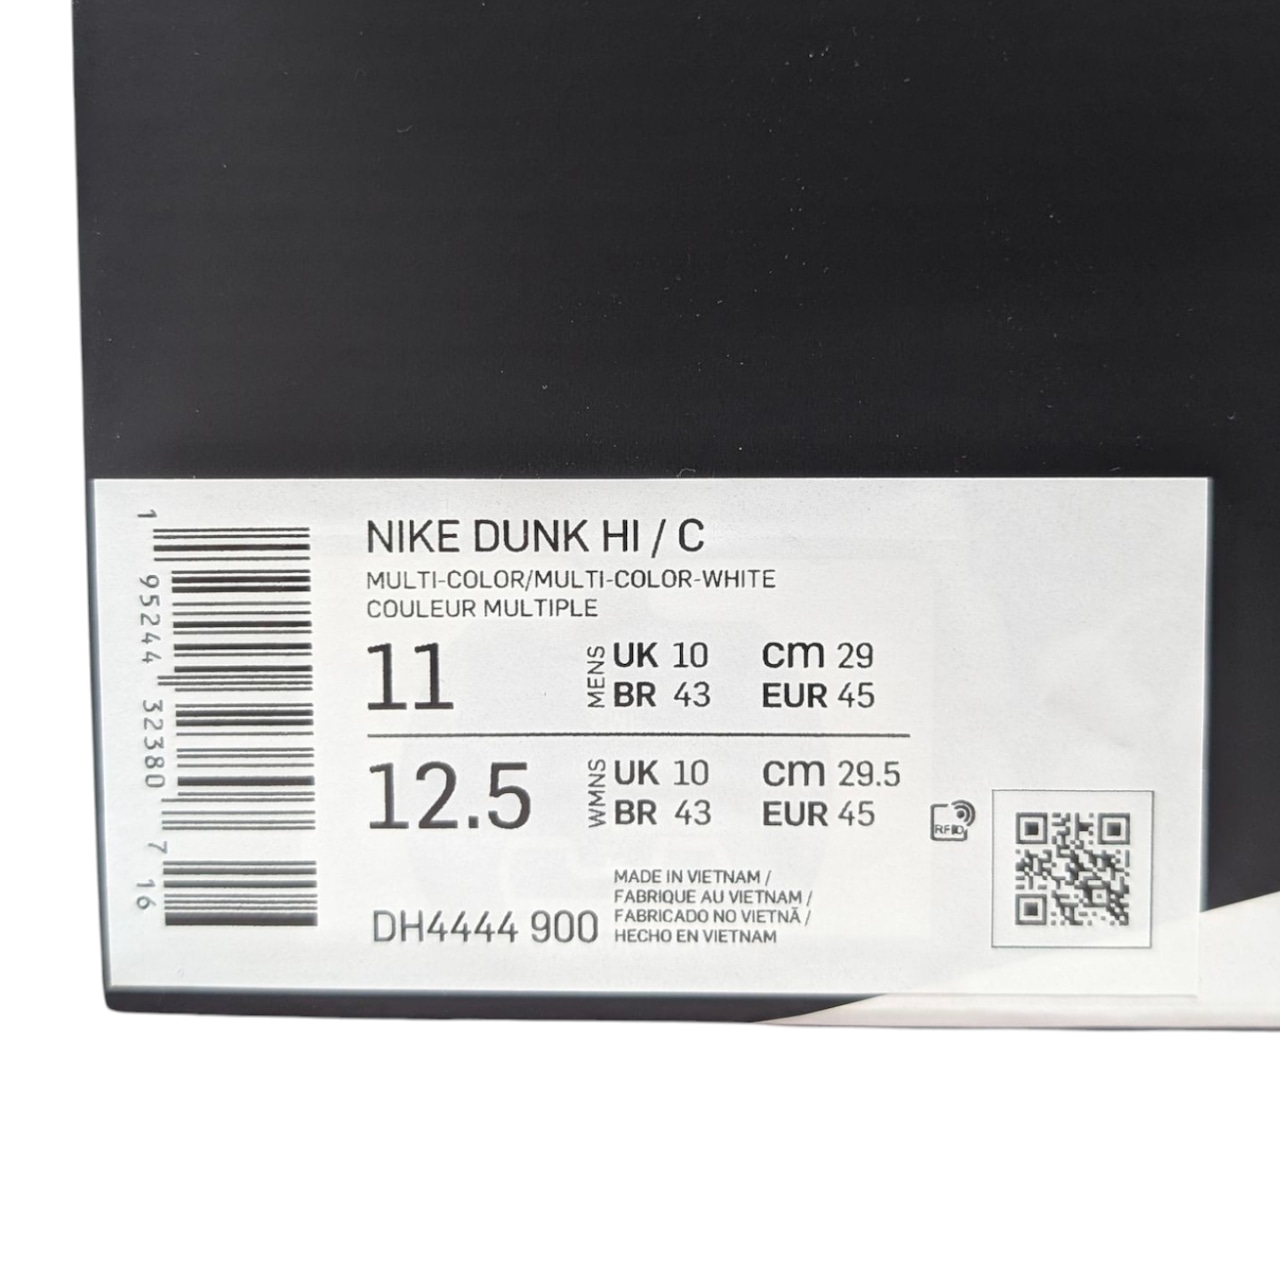 1 95244 32380 7 16
NIKE DUNK HI / C
MULTI-COLOR/MULTI-COLOR-WHITE
COULEUR MULTIPLE
11 MENS UK 10 cm 29
BR 43 EUR 45
12.5 WMNS UK 10 cm 29.5
BR 43 EUR 45
RFID
MADE IN VIETNAM /
FABRIQUE AU VIETNAM /
FABRICADO NO VIETNÃ /
HECHO EN VIETNAM
DH4444 900